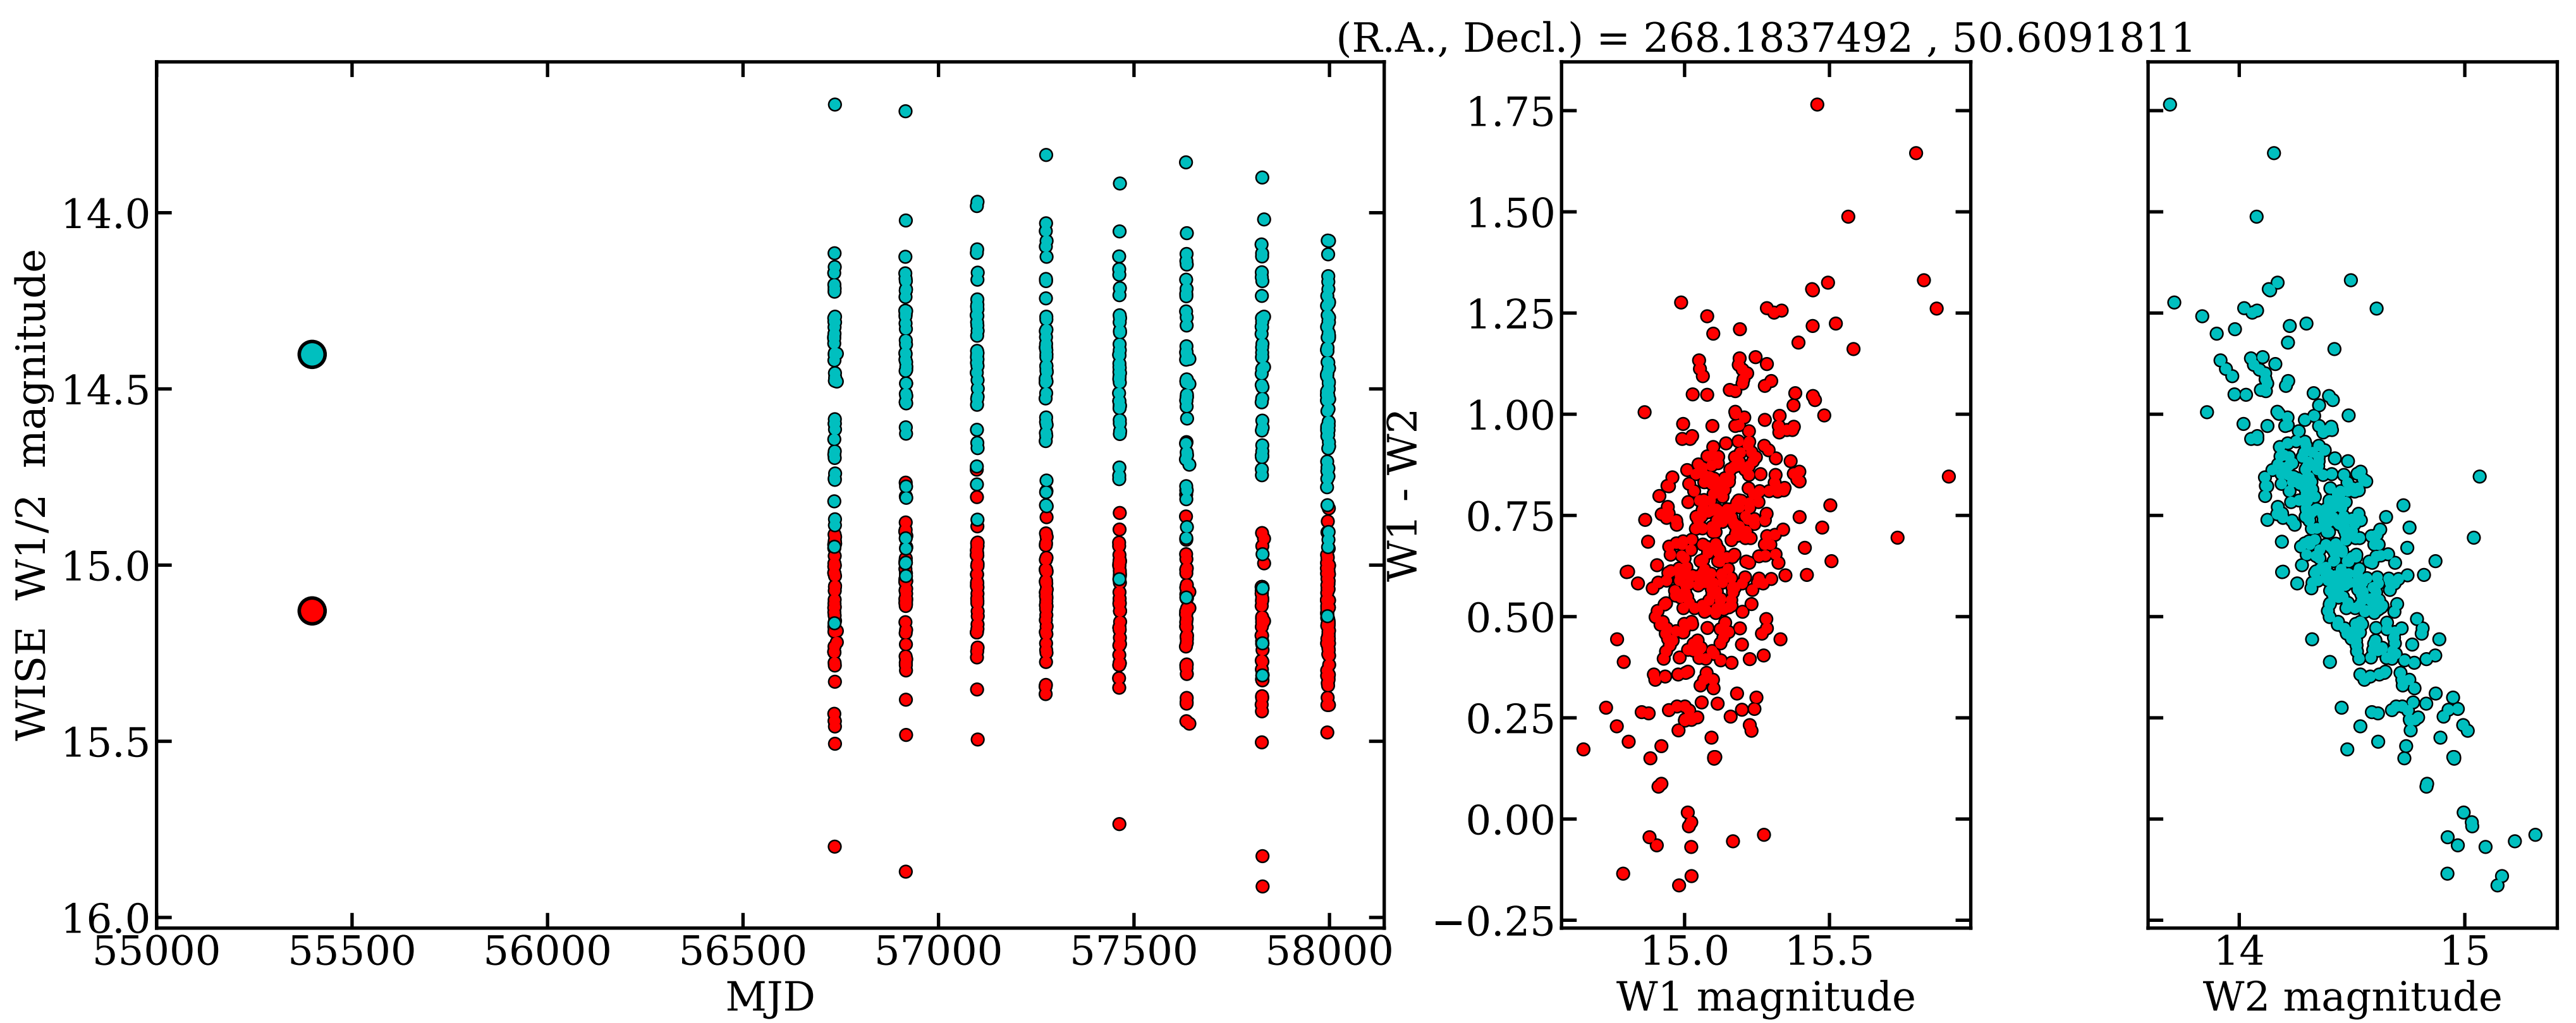 (R.A., Decl.) = 268.1837492 , 50.6091811
WISE W1/2 magnitude
14.0
14.5
15.0
15.5
16.0
55000 55500 56000 56500 57000 57500 58000
MJD
W1 - W2
1.75
1.50
1.25
1.00
0.75
0.50
0.25
0.00
−0.25
15.0 15.5
W1 magnitude
14 15
W2 magnitude